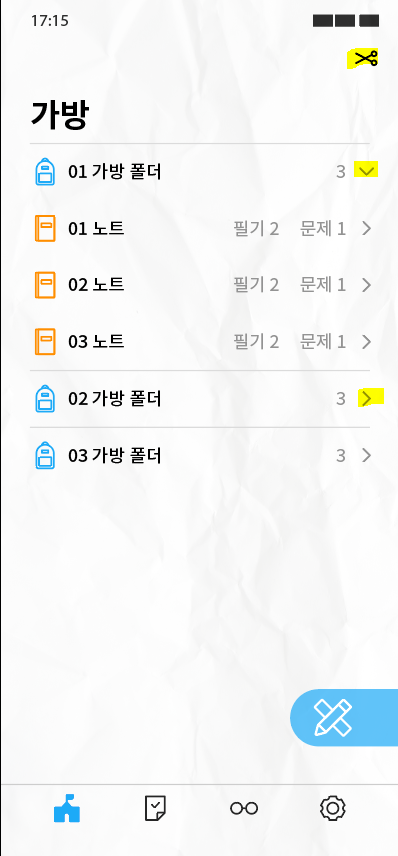 17:15
가방
01 가방 폴더 3
01 노트 필기 2 문제 1
02 노트 필기 2 문제 1
03 노트 필기 2 문제 1
02 가방 폴더 3
03 가방 폴더 3